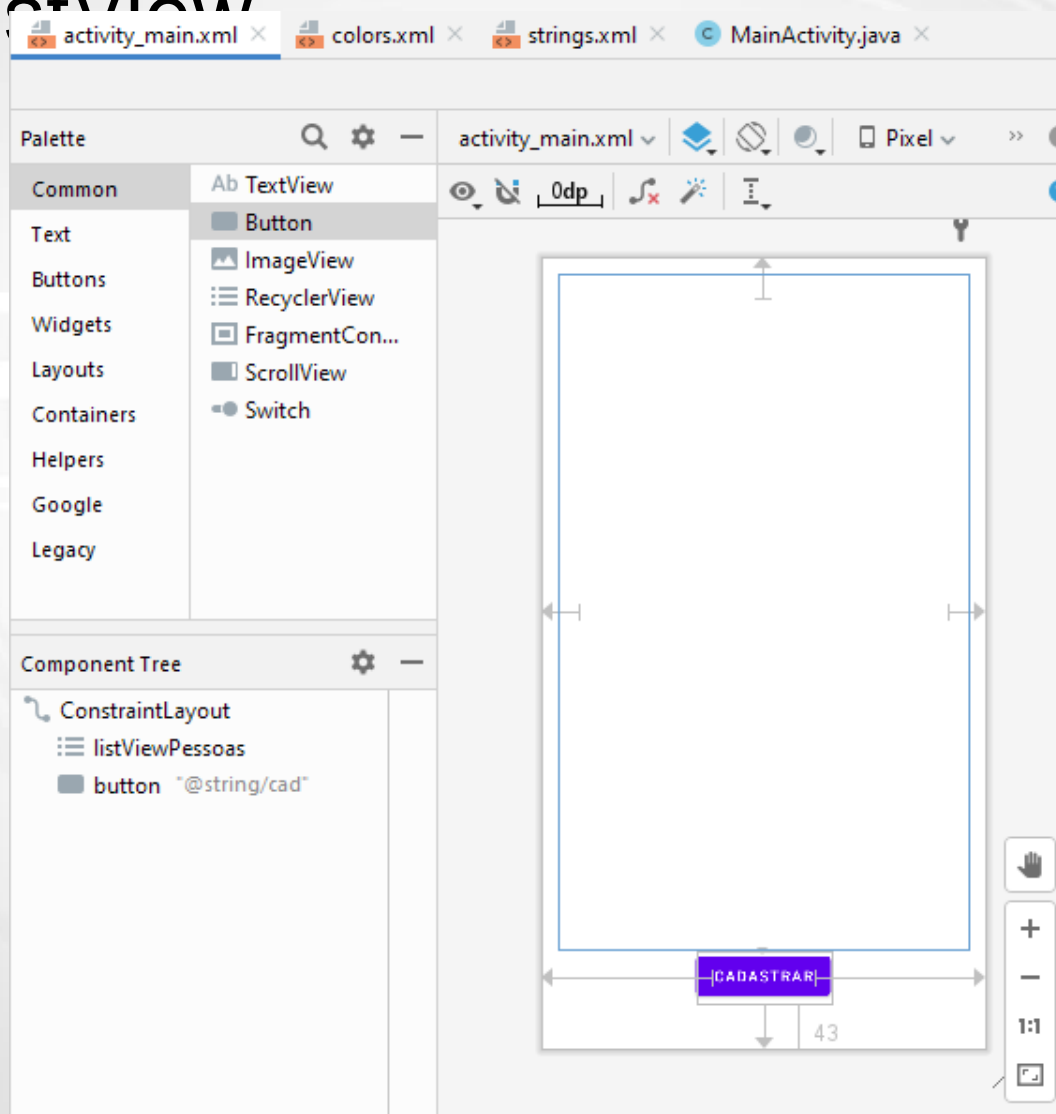 activity_main.xml
colors.xml
strings.xml
MainActivity.java
Palette
activity_main.xml
Pixel
Common
Text
Buttons
Widgets
Layouts
Containers
Helpers
Google
Legacy
Ab TextView
Button
ImageView
RecyclerView
FragmentCon...
ScrollView
Switch
0dp
Component Tree
ConstraintLayout
listViewPessoas
button "@string/cad"
CADASTRAR
43
1:1